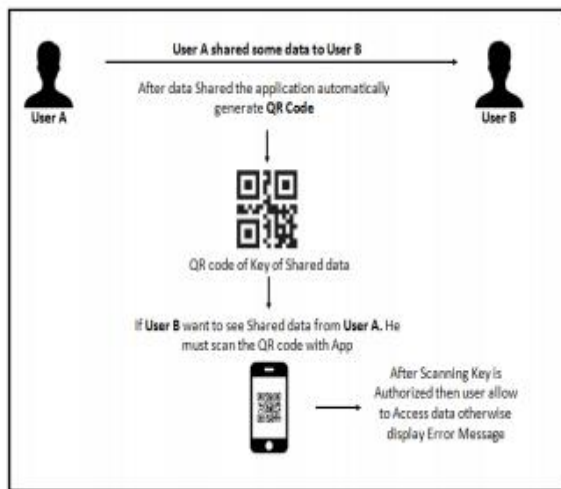 User A shared some data to User B
After data Shared the application automatically
generate QR Code
User A
User B
QR code of Key of Shared data
If User B want to see Shared data from User A. He
must scan the QR code with App
After Scanning Key is
Authorized then user allow
to Access data otherwise
display Error Message